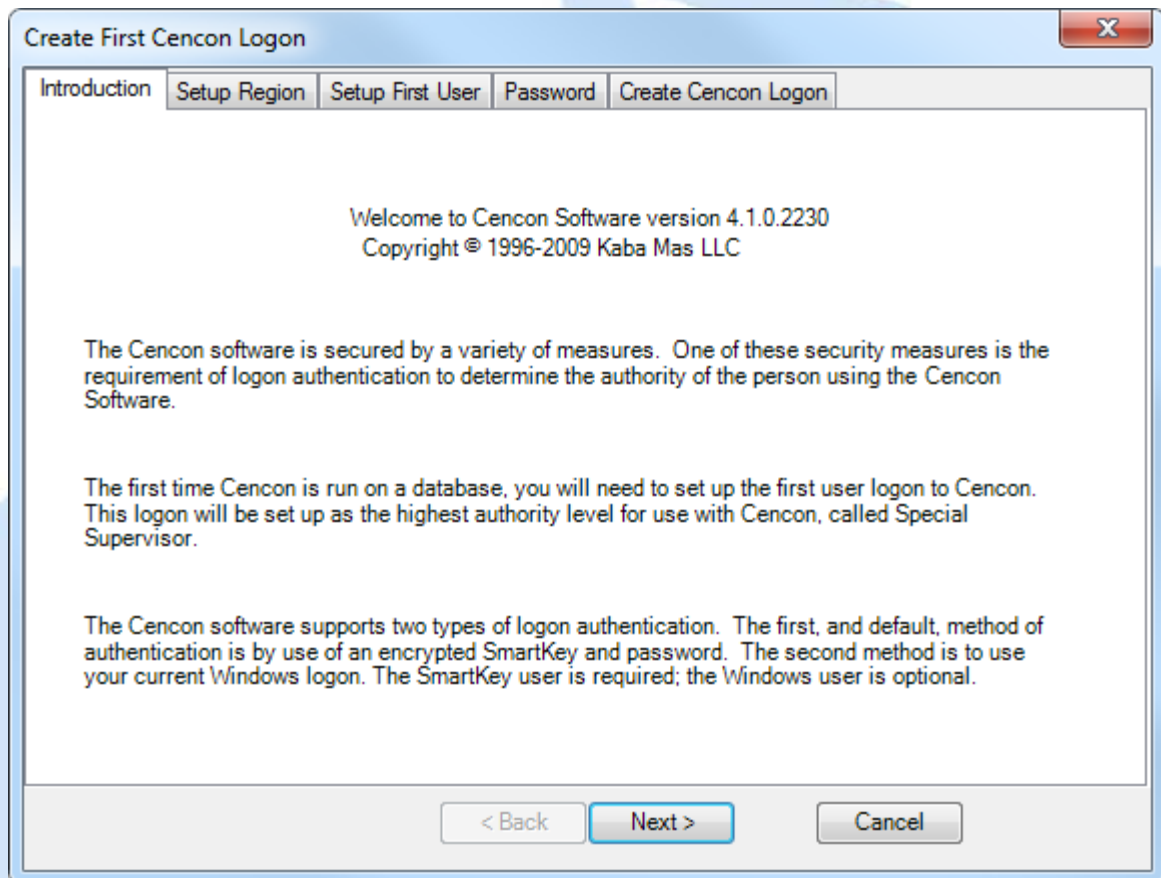 Create First Cencon Logon
Introduction Setup Region Setup First User Password Create Cencon Logon
Welcome to Cencon Software version 4.1.0.2230
Copyright © 1996-2009 Kaba Mas LLC
The Cencon software is secured by a variety of measures. One of these security measures is the
requirement of logon authentication to determine the authority of the person using the Cencon
Software.
The first time Cencon is run on a database, you will need to set up the first user logon to Cencon.
This logon will be set up as the highest authority level for use with Cencon, called Special
Supervisor.
The Cencon software supports two types of logon authentication. The first, and default, method of
authentication is by use of an encrypted SmartKey and password. The second method is to use
your current Windows logon. The SmartKey user is required; the Windows user is optional.
< Back Next > Cancel